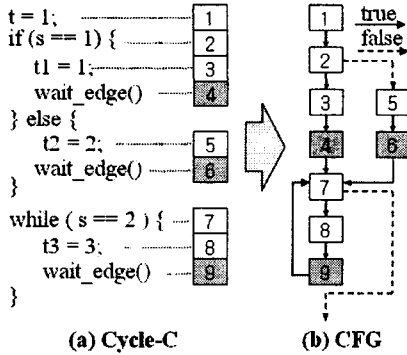 t = 1;
if (s == 1) {
t1 = 1;
wait_edge()
} else {
t2 = 2;
wait_edge()
}
while ( s == 2 ) {
t3 = 3;
wait_edge()
}
1
2
3
4
5
6
7
8
9
(a) Cycle-C
true
false
1
2
3
5
4
6
7
8
9
(b) CFG